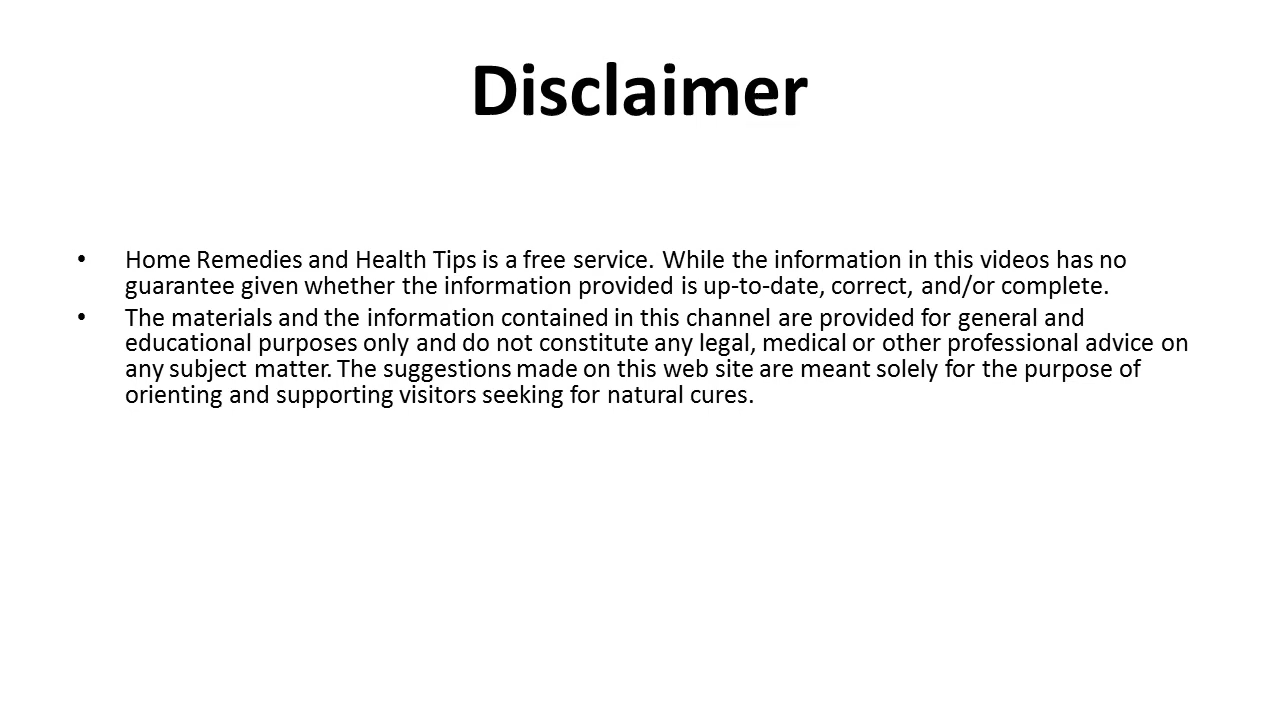 Disclaimer
• Home Remedies and Health Tips is a free service. While the information in this videos has no
guarantee given whether the information provided is up-to-date, correct, and/or complete.
• The materials and the information contained in this channel are provided for general and
educational purposes only and do not constitute any legal, medical or other professional advice on
any subject matter. The suggestions made on this web site are meant solely for the purpose of
orienting and supporting visitors seeking for natural cures.